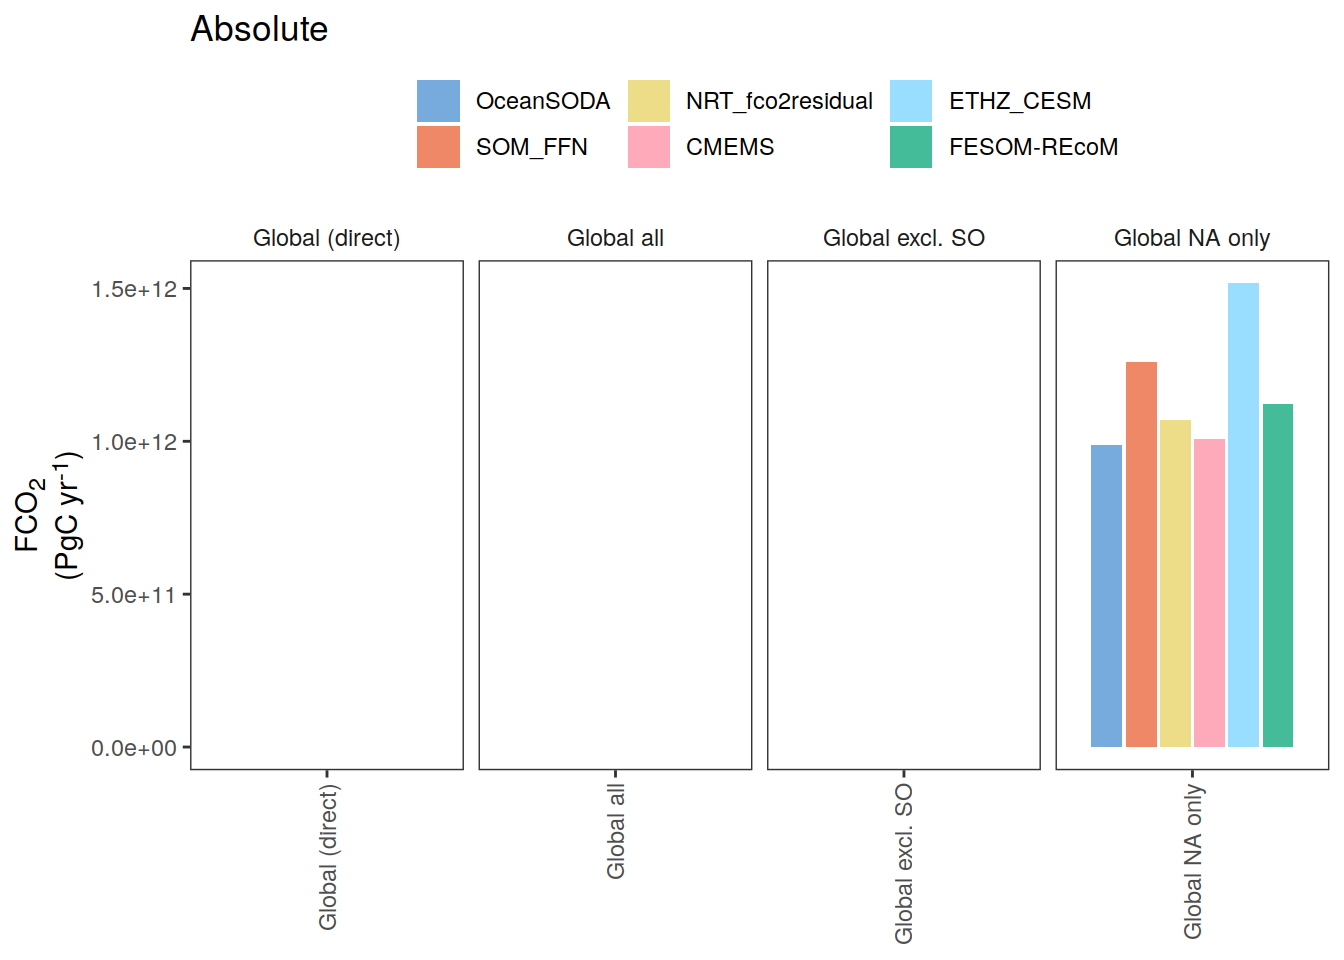 Absolute
OceanSODA NRT_fco2residual ETHZ_CESM
SOM_FFN CMEMS FESOM-REcoM
Global (direct) Global all Global excl. SO Global NA only
1.5e+12
1.0e+12
5.0e+11
0.0e+00
FCO₂
(PgC yr⁻¹)
Global (direct) Global all Global excl. SO Global NA only